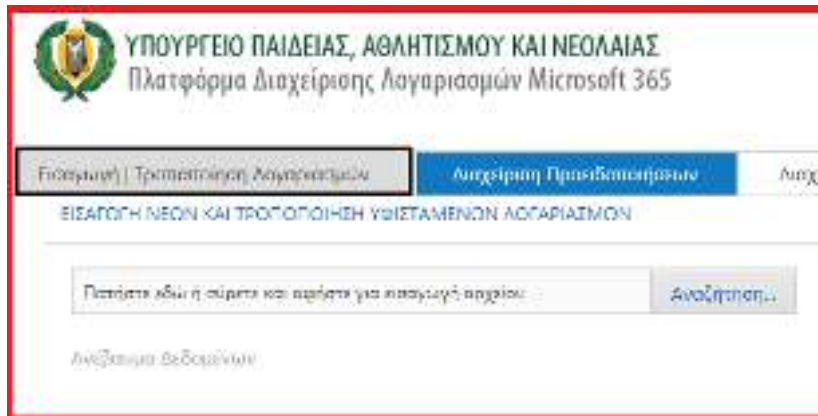 ΥΠΟΥΡΓΕΙΟ ΠΑΙΔΕΙΑΣ, ΑΘΛΗΤΙΣΜΟΥ ΚΑΙ ΝΕΟΛΑΙΑΣ
Πλατφόρμα Διαχείρισης Λογαριασμών Microsoft 365
Εισαγωγή | Τροποποίηση Λογαριασμών Διαχείριση Προειδοποιήσεων Διαχ
ΕΙΣΑΓΩΓΗ ΝΕΩΝ ΚΑΙ ΤΡΟΠΟΠΟΙΗΣΗ ΥΦΙΣΤΑΜΕΝΩΝ ΛΟΓΑΡΙΑΣΜΩΝ
Πατήστε εδώ ή σύρετε και αφήστε για εισαγωγή αρχείου Αναζήτηση...
Ανέβασμα Δεδομένων